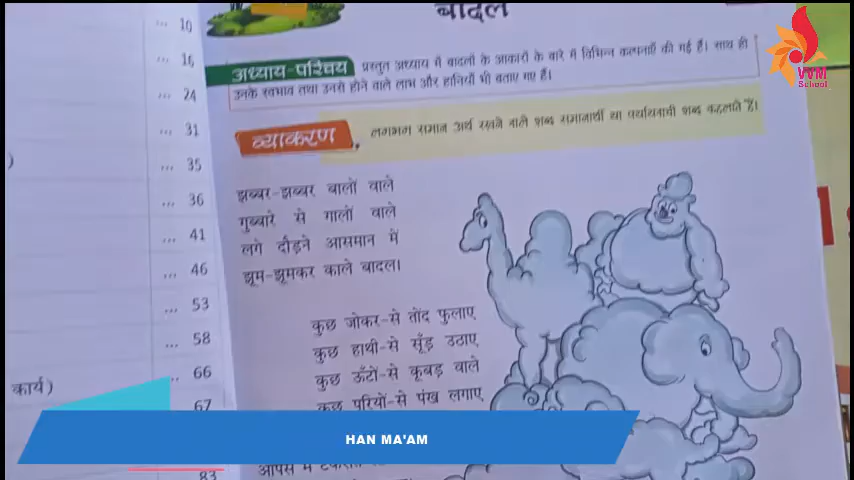 बादल
VVM
School
अध्याय-परिचय प्रस्तुत अध्याय में बादलों के आकारों के बारे में विभिन्न कल्पनाएँ की गई हैं। साथ ही
उनके स्वभाव तथा उनसे होने वाले लाभ और हानियाँ भी बताए गए हैं।
व्याकरण लगभग समान अर्थ रखने वाले शब्द समानार्थी या पर्यायवाची शब्द कहलाते हैं।
झब्बर-झब्बर बालों वाले
गुब्बारे से गालों वाले
लगे दौड़ने आसमान में
झूम-झूमकर काले बादल।
कुछ जोकर-से तोंद फुलाए
कुछ हाथी-से सूँड़ उठाए
कुछ ऊँटों-से कूबड़ वाले
कुछ परियों-से पंख लगाए
आपस में
... 10
... 16
... 24
... 31
... 35
... 36
... 41
... 46
... 53
... 58
.. 66
67
83
)
कार्य)
HAN MA'AM